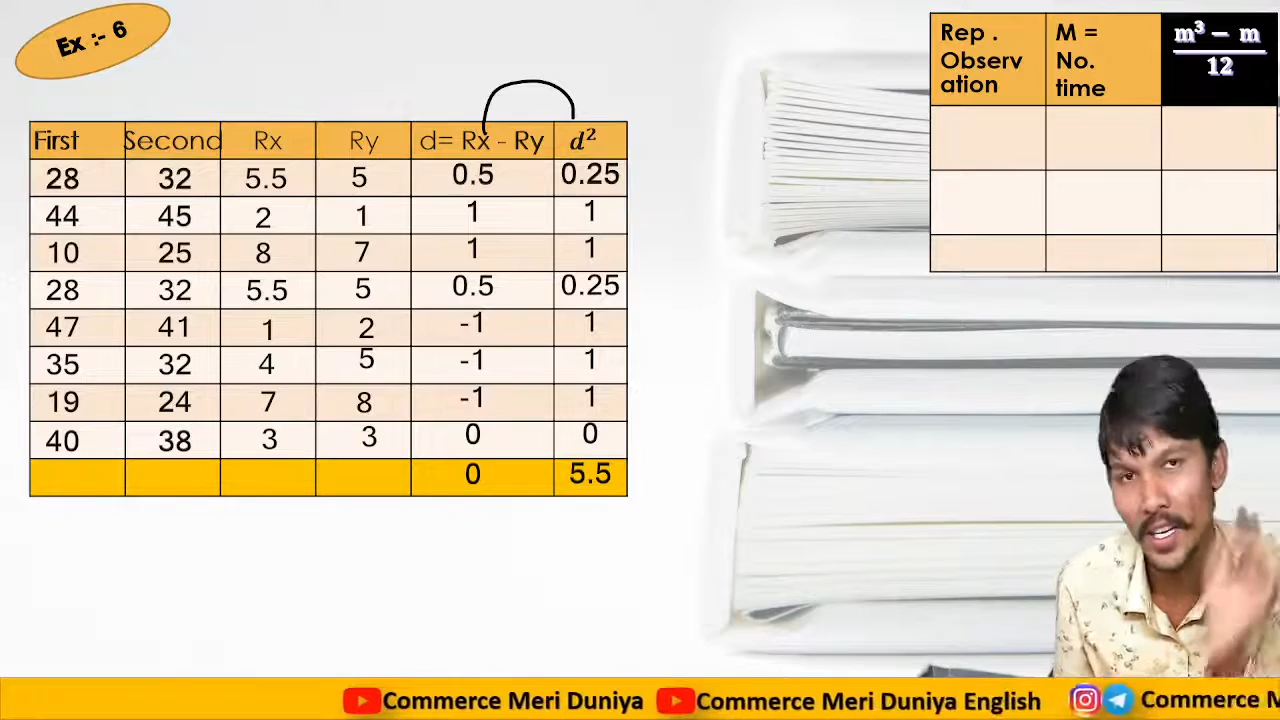 Ex :- 6
First Second Rx Ry d= Rx - Ry d²
28 32 5.5 5 0.5 0.25
44 45 2 1 1 1
10 25 8 7 1 1
28 32 5.5 5 0.5 0.25
47 41 1 2 -1 1
35 32 4 5 -1 1
19 24 7 8 -1 1
40 38 3 3 0 0
0 5.5
Rep .
Observ
ation
M =
No.
time
m³ − m
12
Commerce Meri Duniya Commerce Meri Duniya English Commerce M